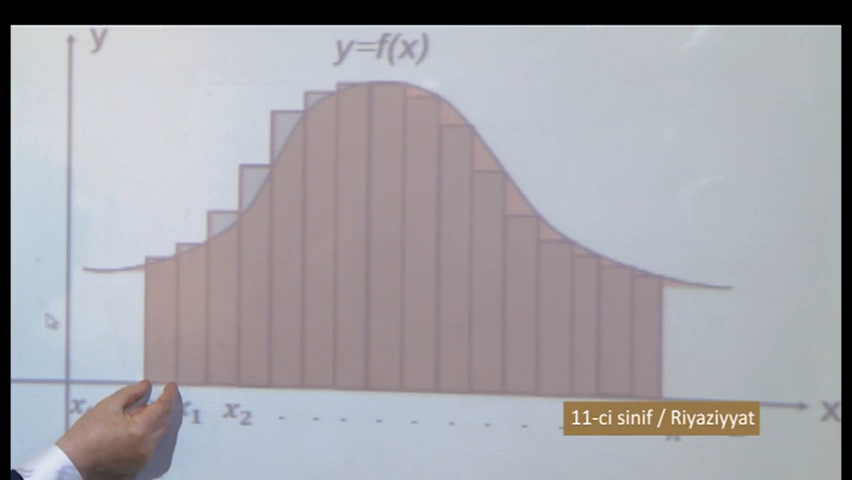 y
y=f(x)
x₁ x₂ - - - - - - - - -
x
11-ci sinif / Riyaziyyat